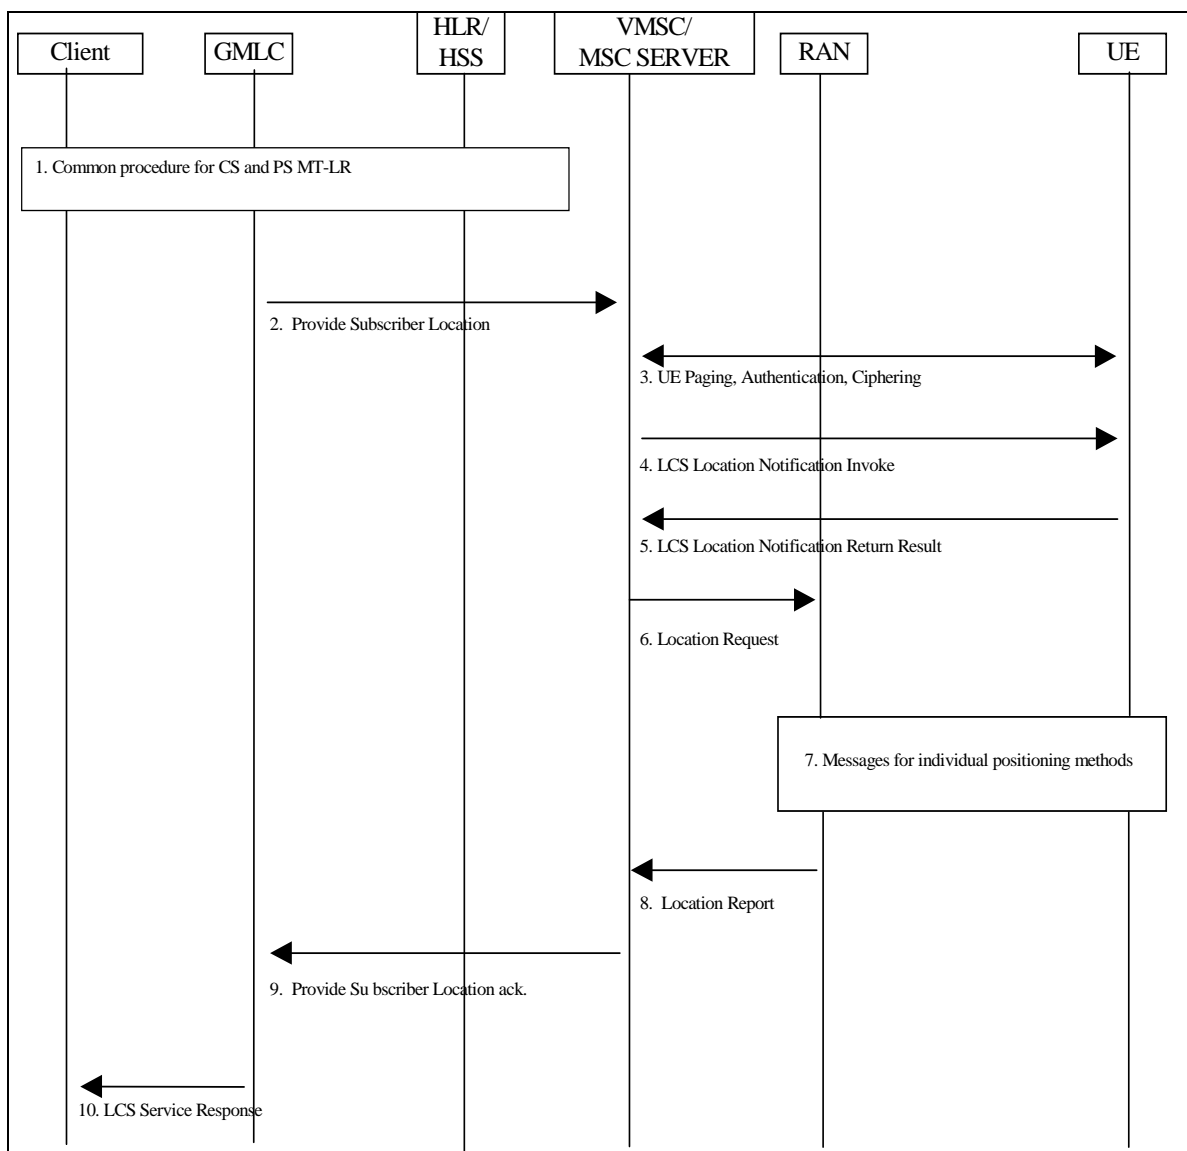 Client
GMLC
HLR/
HSS
VMSC/
MSC SERVER
RAN
UE
1. Common procedure for CS and PS MT-LR
2. Provide Subscriber Location
3. UE Paging, Authentication, Ciphering
4. LCS Location Notification Invoke
5. LCS Location Notification Return Result
6. Location Request
7. Messages for individual positioning methods
8. Location Report
9. Provide Su bscriber Location ack.
10. LCS Service Response